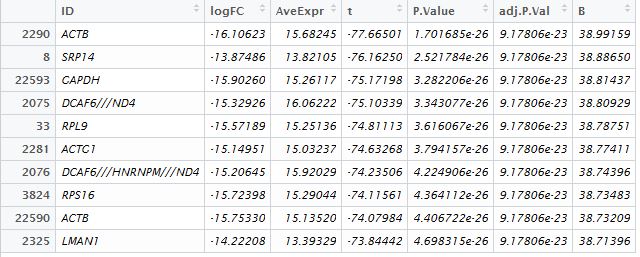 ID logFC AveExpr t P.Value adj.P.Val B
2290 ACTB -16.10623 15.68245 -77.66501 1.701685e-26 9.17806e-23 38.99159
8 SRP14 -13.87486 13.82105 -76.16250 2.521784e-26 9.17806e-23 38.88650
22593 GAPDH -15.90260 15.26117 -75.17198 3.282206e-26 9.17806e-23 38.81437
2075 DCAF6///ND4 -15.32926 16.06222 -75.10339 3.343077e-26 9.17806e-23 38.80929
33 RPL9 -15.57189 15.25136 -74.81113 3.616067e-26 9.17806e-23 38.78751
2281 ACTG1 -15.14951 15.03237 -74.63268 3.794157e-26 9.17806e-23 38.77411
2076 DCAF6///HNRNPM///ND4 -15.20645 15.92029 -74.23506 4.224906e-26 9.17806e-23 38.74396
3824 RPS16 -15.72398 15.29044 -74.11561 4.364112e-26 9.17806e-23 38.73483
22590 ACTB -15.75330 15.13520 -74.07984 4.406722e-26 9.17806e-23 38.73209
2325 LMAN1 -14.22208 13.39329 -73.84442 4.698315e-26 9.17806e-23 38.71396